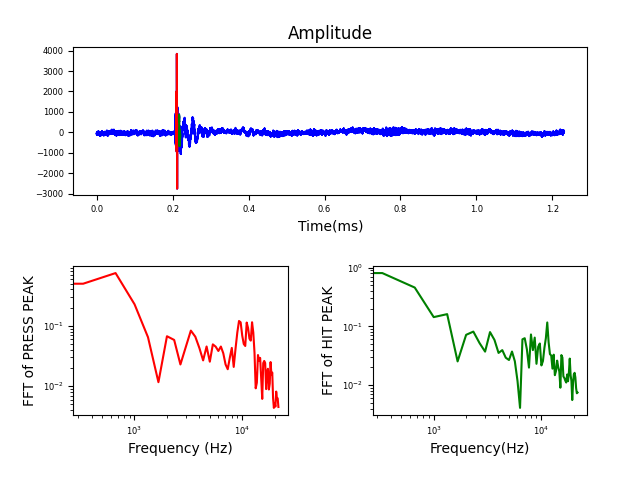 Amplitude
4000
3000
2000
1000
0
−1000
−2000
−3000
0.0 0.2 0.4 0.6 0.8 1.0 1.2
Time(ms)
FFT of PRESS PEAK
10⁻¹
10⁻²
10³ 10⁴
Frequency (Hz)
FFT of HIT PEAK
10⁰
10⁻¹
10⁻²
10³ 10⁴
Frequency(Hz)